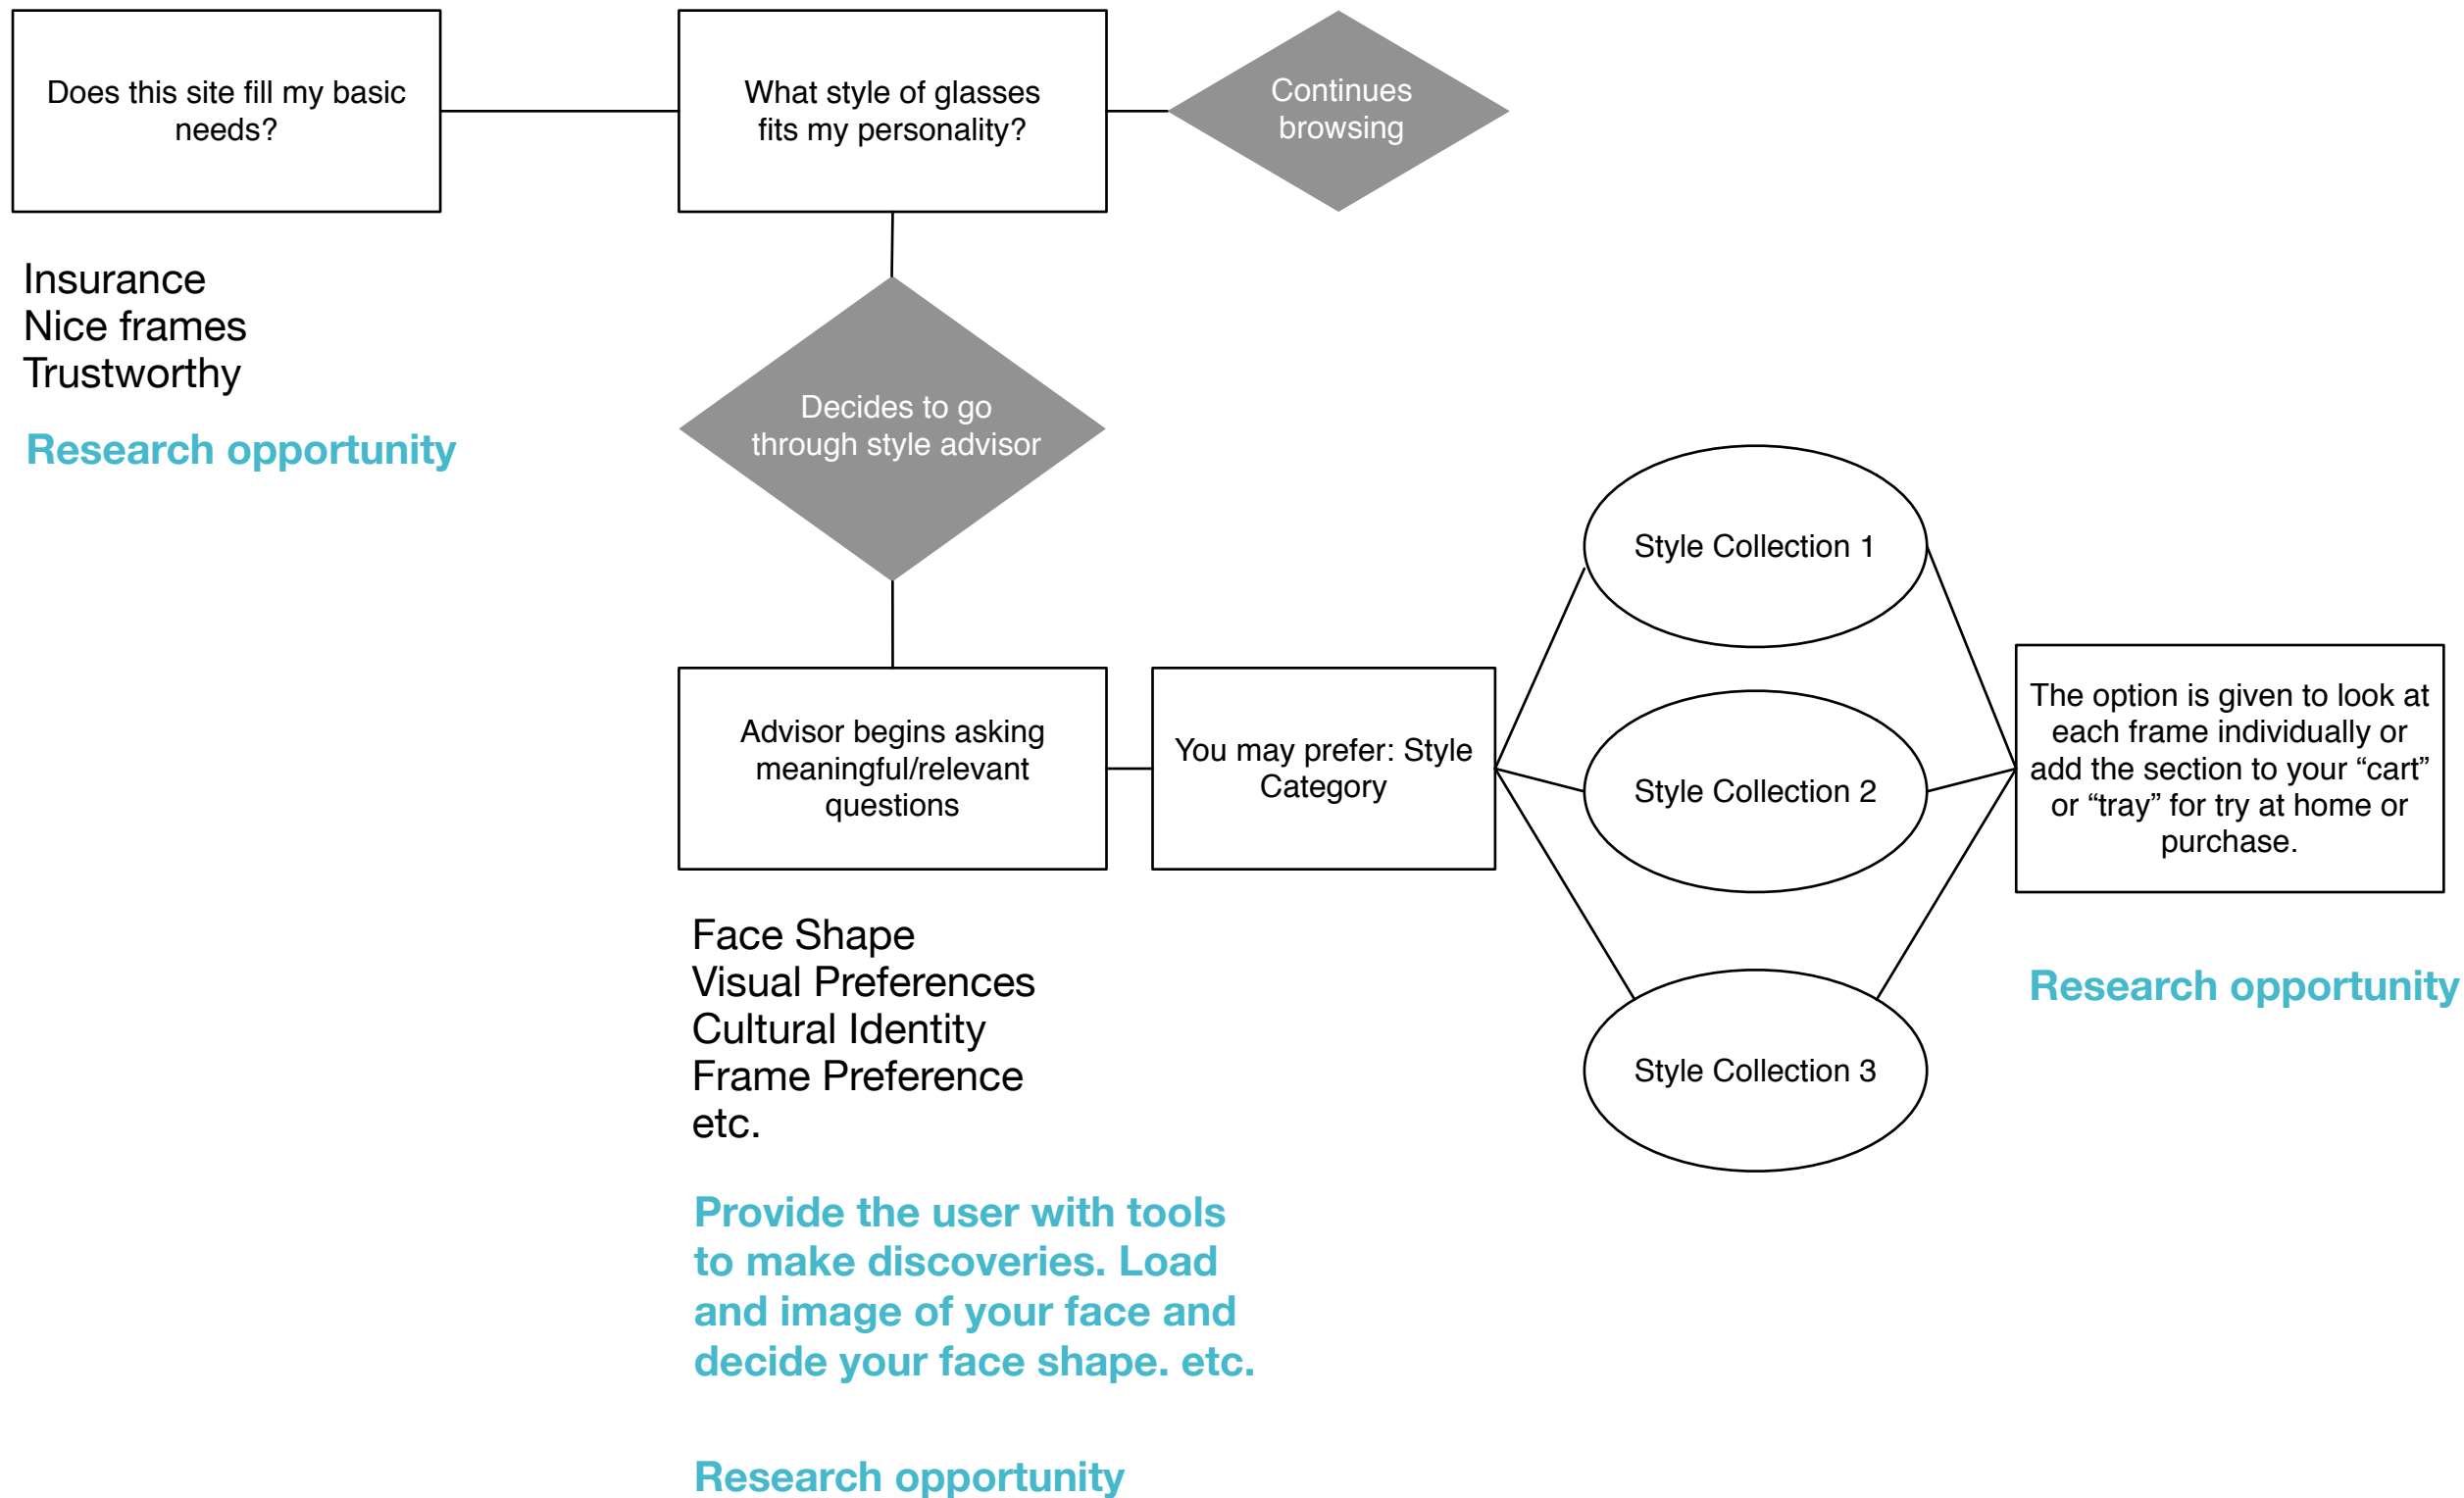 Does this site fill my basic
needs?
What style of glasses
fits my personality?
Continues
browsing
Insurance
Nice frames
Trustworthy
Research opportunity
Decides to go
through style advisor
Advisor begins asking
meaningful/relevant
questions
You may prefer: Style
Category
Style Collection 1
Style Collection 2
Style Collection 3
The option is given to look at
each frame individually or
add the section to your “cart”
or “tray” for try at home or
purchase.
Research opportunity
Face Shape
Visual Preferences
Cultural Identity
Frame Preference
etc.
Provide the user with tools
to make discoveries. Load
and image of your face and
decide your face shape. etc.
Research opportunity